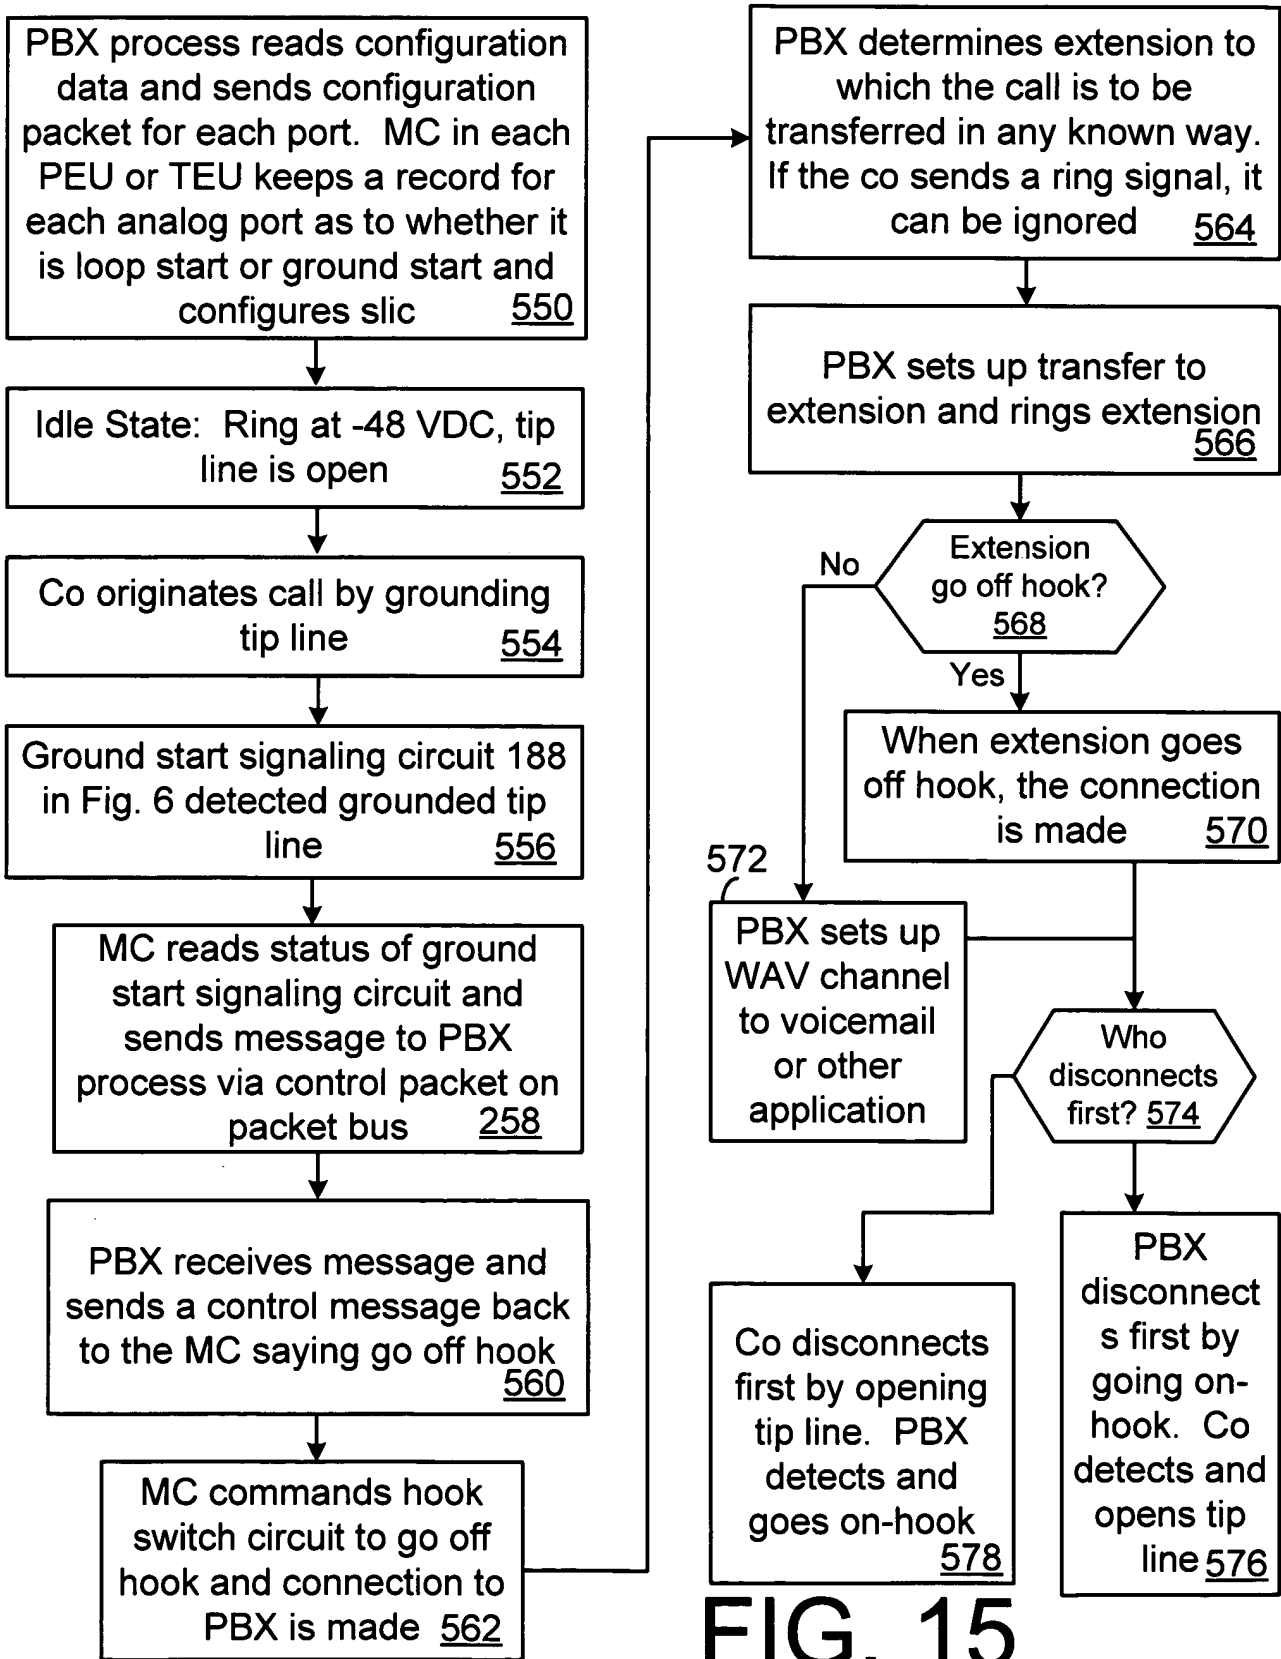 PBX process reads configuration
data and sends configuration
packet for each port. MC in each
PEU or TEU keeps a record for
each analog port as to whether it
is loop start or ground start and
configures slic 550
Idle State: Ring at -48 VDC, tip
line is open 552
Co originates call by grounding
tip line 554
Ground start signaling circuit 188
in Fig. 6 detected grounded tip
line 556
MC reads status of ground
start signaling circuit and
sends message to PBX
process via control packet on
packet bus 258
PBX receives message and
sends a control message back
to the MC saying go off hook
560
MC commands hook
switch circuit to go off
hook and connection to
PBX is made 562
PBX determines extension to
which the call is to be
transferred in any known way.
If the co sends a ring signal, it
can be ignored 564
PBX sets up transfer to
extension and rings extension
566
Extension
go off hook?
568
No
Yes
When extension goes
off hook, the connection
is made 570
572
PBX sets up
WAV channel
to voicemail
or other
application
Who
disconnects
first? 574
Co disconnects
first by opening
tip line. PBX
detects and
goes on-hook
578
PBX
disconnect
s first by
going on-
hook. Co
detects and
opens tip
line 576
FIG. 15